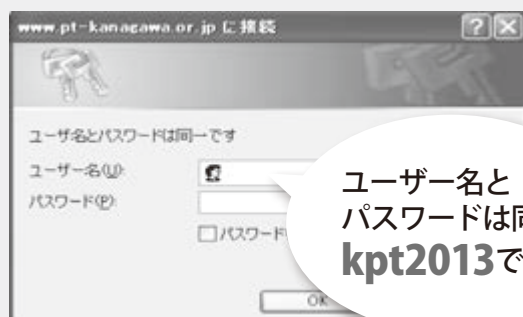 www.pt-kanagawa.or.jp に接続
ユーザ名とパスワードは同一です
ユーザー名(U):
パスワード(P):
パスワード
OK
ユーザー名と
パスワードは同
kpt2013で